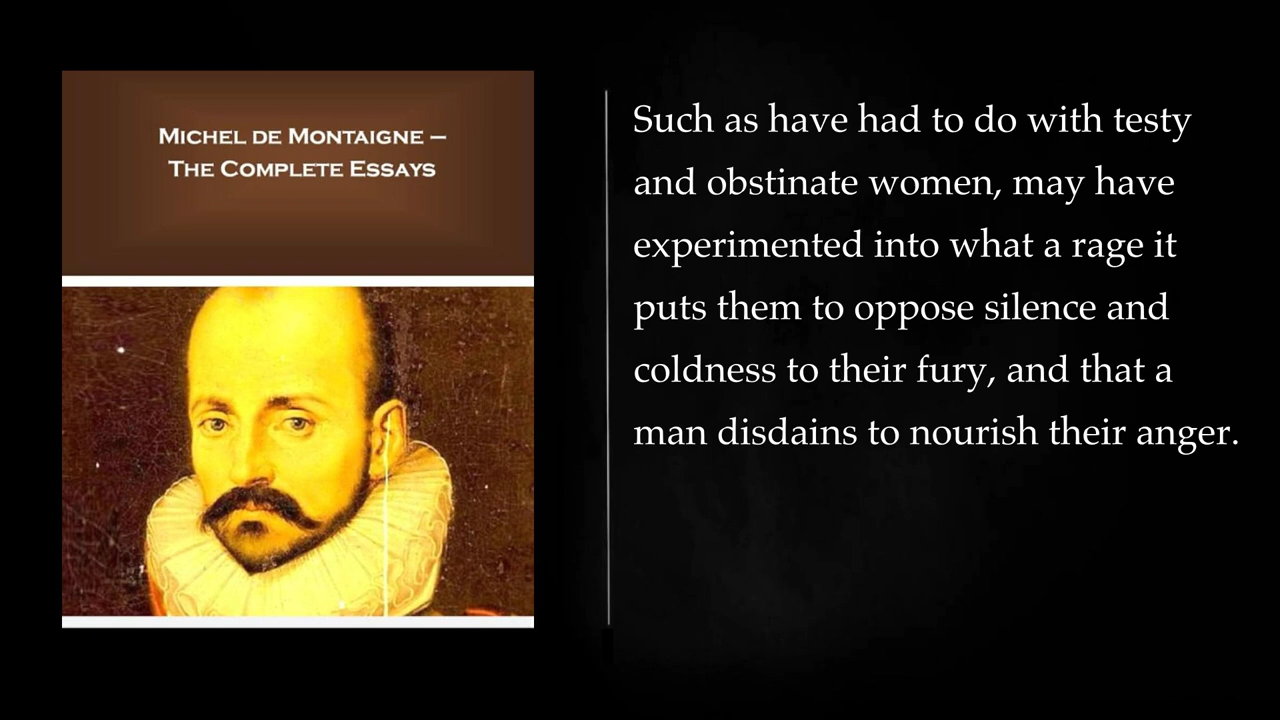 MICHEL DE MONTAIGNE –
THE COMPLETE ESSAYS
Such as have had to do with testy
and obstinate women, may have
experimented into what a rage it
puts them to oppose silence and
coldness to their fury, and that a
man disdains to nourish their anger.